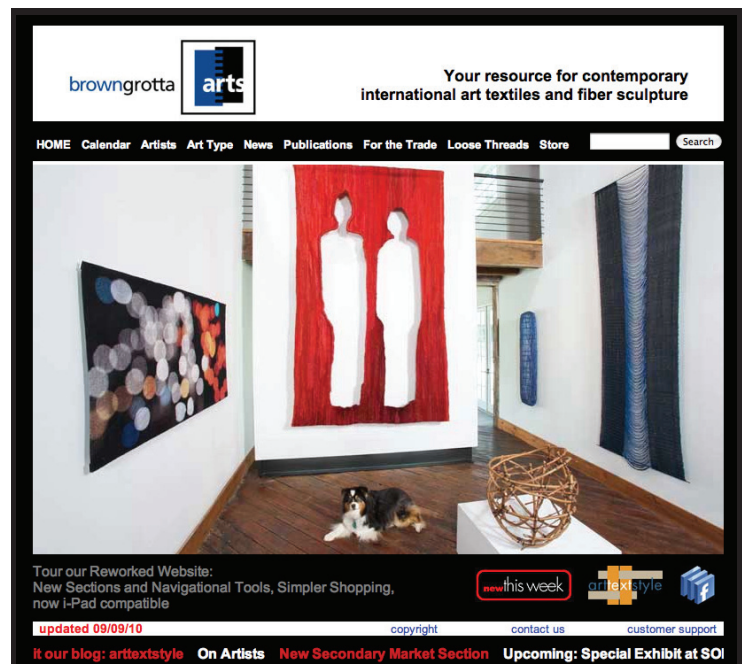 browngrotta arts
Your resource for contemporary
international art textiles and fiber sculpture
HOME Calendar Artists Art Type News Publications For the Trade Loose Threads Store Search
Tour our Reworked Website:
New Sections and Navigational Tools, Simpler Shopping,
now i-Pad compatible
newthis week
arttextstyle
f
updated 09/09/10 copyright contact us customer support
it our blog: arttextstyle On Artists New Secondary Market Section Upcoming: Special Exhibit at SO